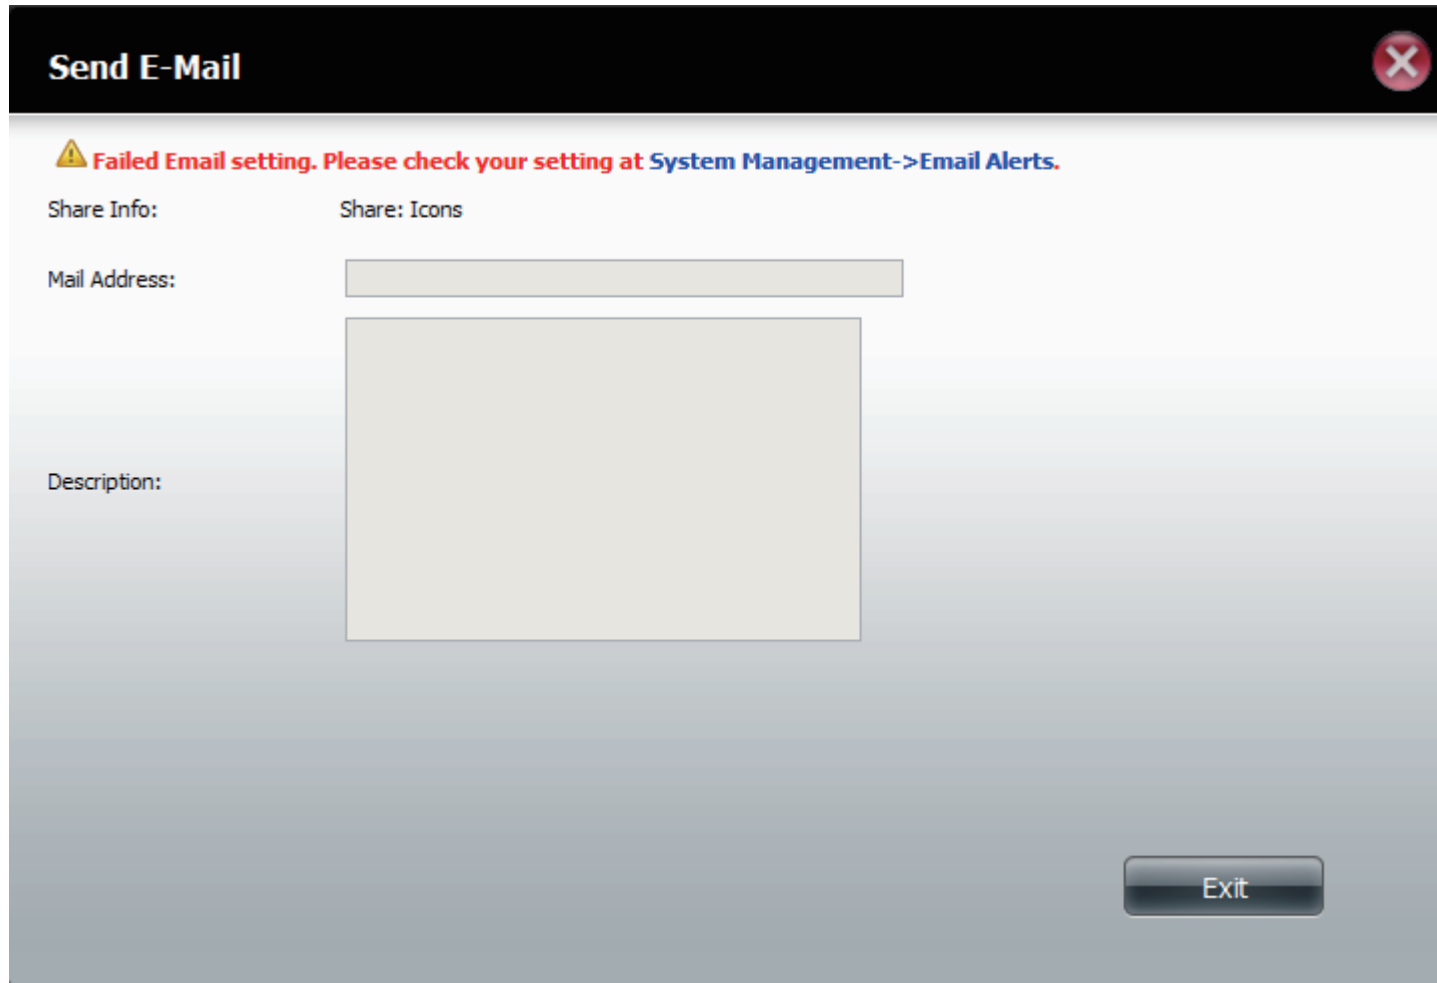 Send E-Mail
Failed Email setting. Please check your setting at System Management->Email Alerts.
Share Info: Share: Icons
Mail Address:
Description:
Exit